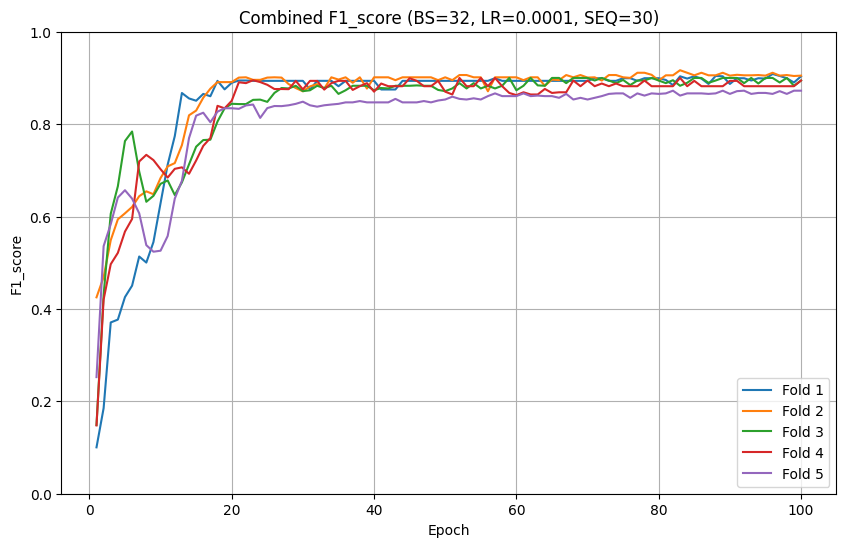 Combined F1_score (BS=32, LR=0.0001, SEQ=30)
1.0
0.8
0.6
0.4
0.2
0.0
F1_score
0 20 40 60 80 100
Epoch
Fold 1
Fold 2
Fold 3
Fold 4
Fold 5